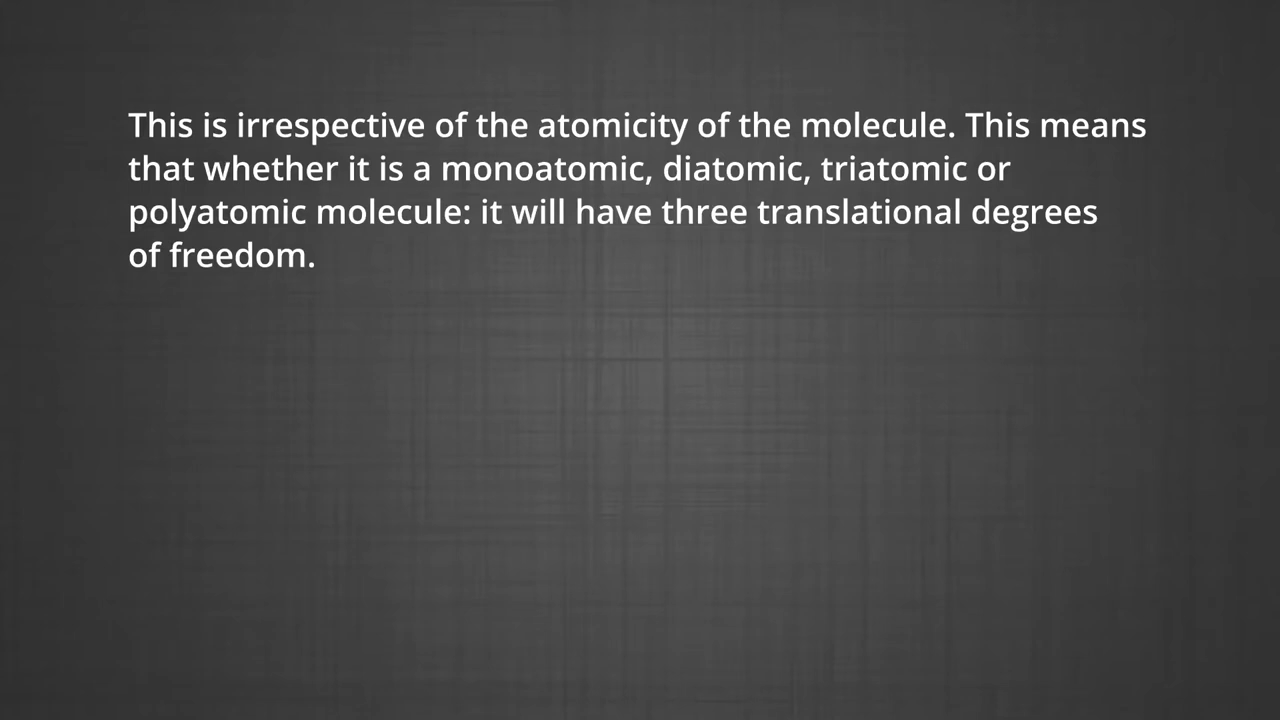 This is irrespective of the atomicity of the molecule. This means
that whether it is a monoatomic, diatomic, triatomic or
polyatomic molecule: it will have three translational degrees
of freedom.